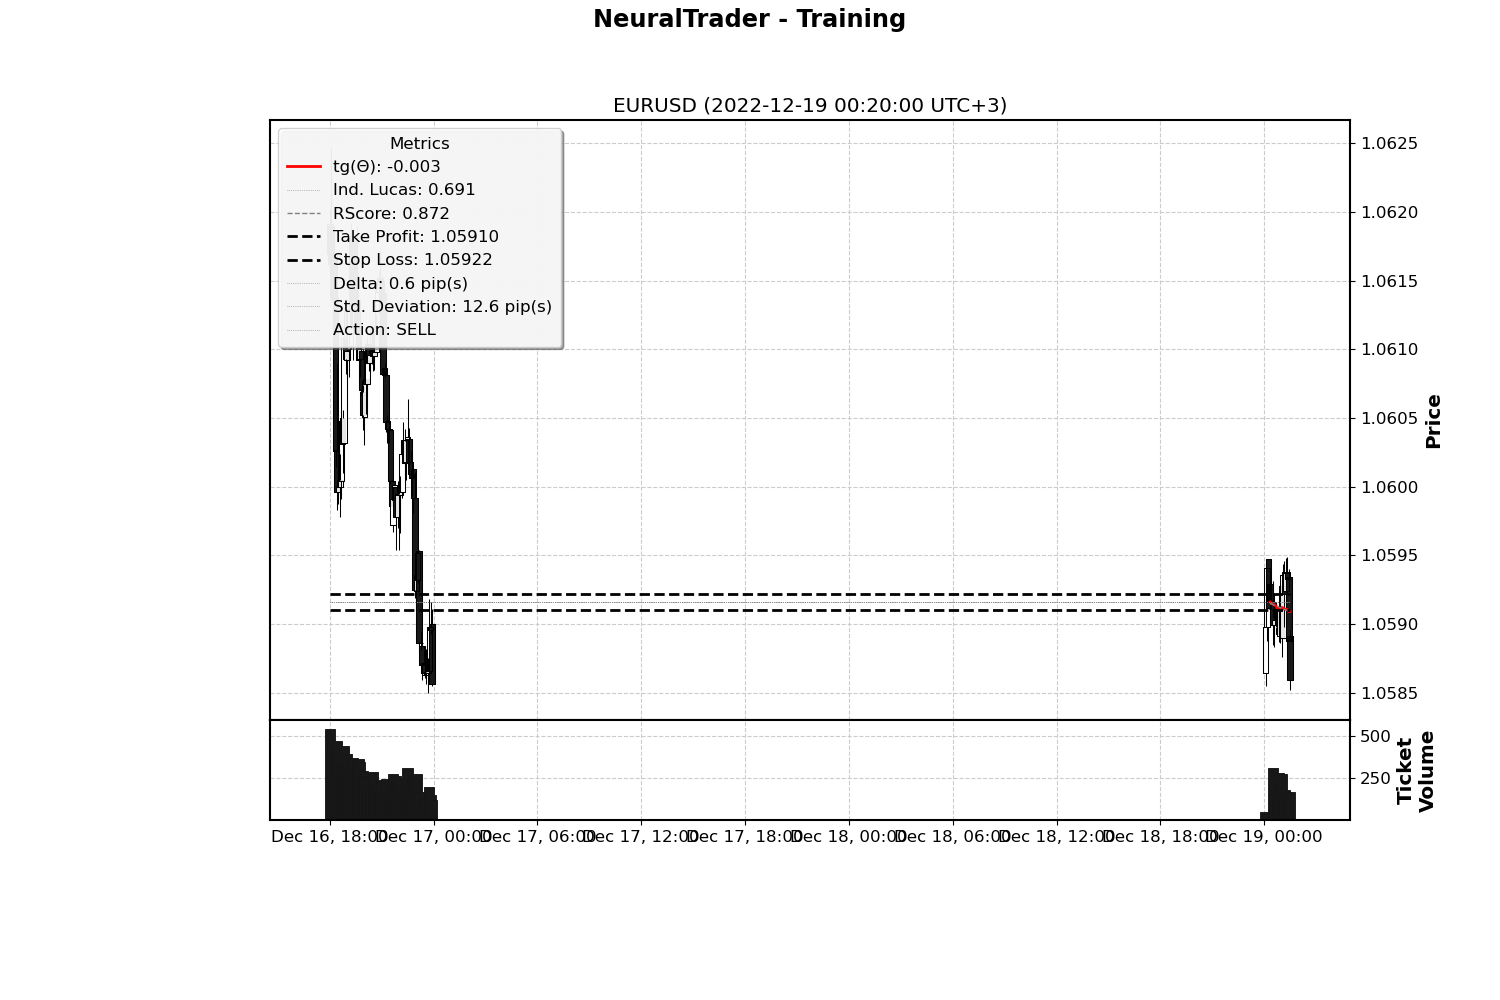 NeuralTrader - Training
EURUSD (2022-12-19 00:20:00 UTC+3)
Metrics
tg(Θ): -0.003
Ind. Lucas: 0.691
RScore: 0.872
Take Profit: 1.05910
Stop Loss: 1.05922
Delta: 0.6 pip(s)
Std. Deviation: 12.6 pip(s)
Action: SELL
1.0625
1.0620
1.0615
1.0610
1.0605
1.0600
1.0595
1.0590
1.0585
Price
500
250
Ticket
Volume
Dec 16, 18:00
Dec 17, 00:00
Dec 17, 06:00
Dec 17, 12:00
Dec 17, 18:00
Dec 18, 00:00
Dec 18, 06:00
Dec 18, 12:00
Dec 18, 18:00
Dec 19, 00:00